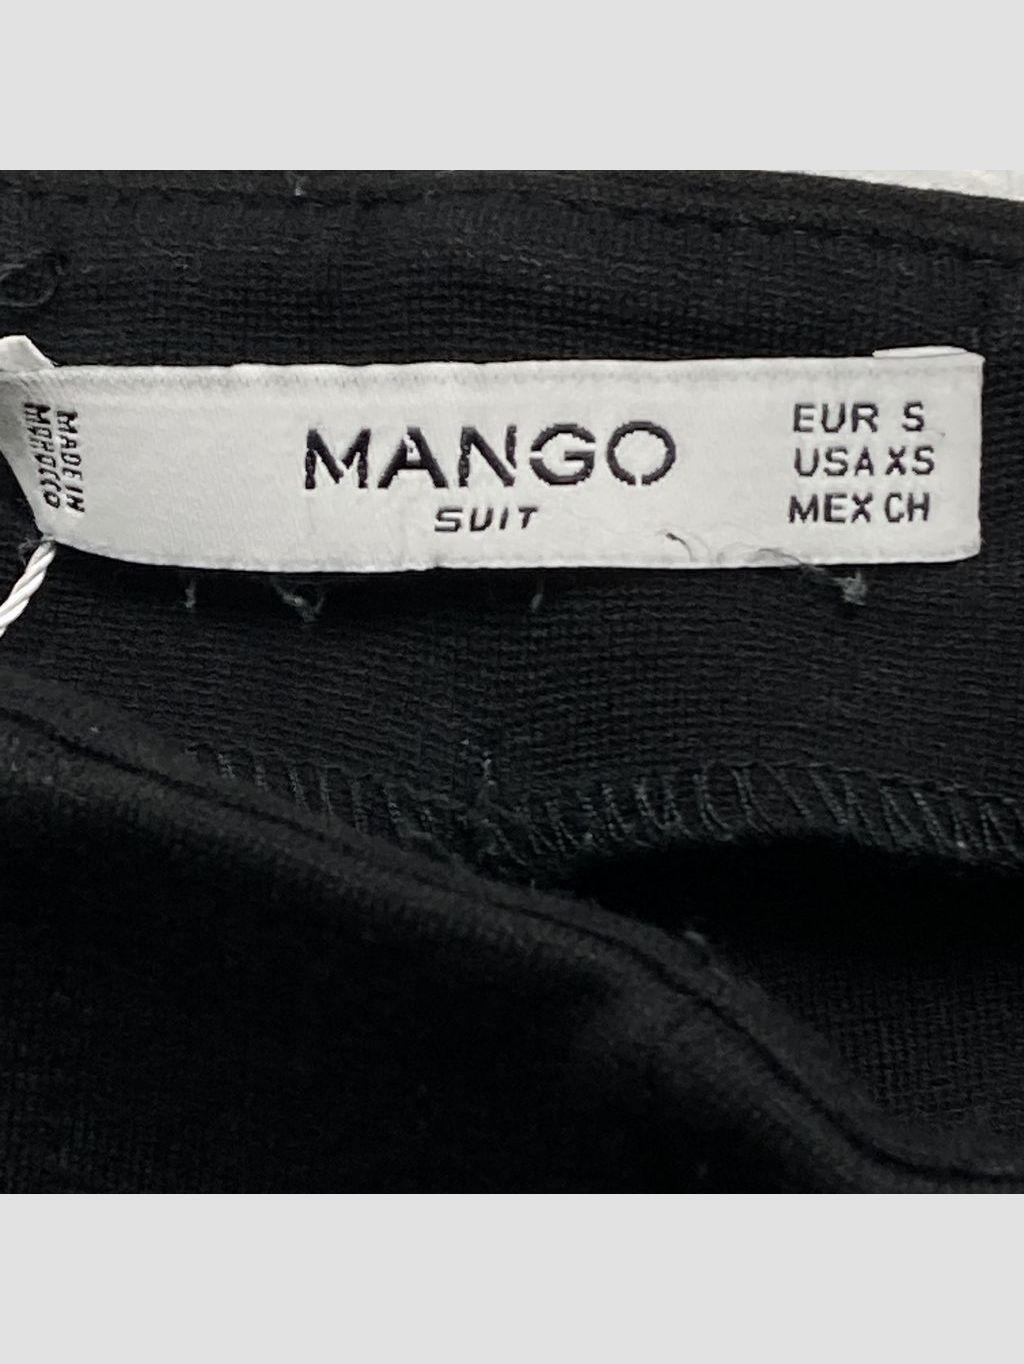 MADE IN
MOROCCO
MANGO
SUIT
EUR S
USA XS
MEX CH